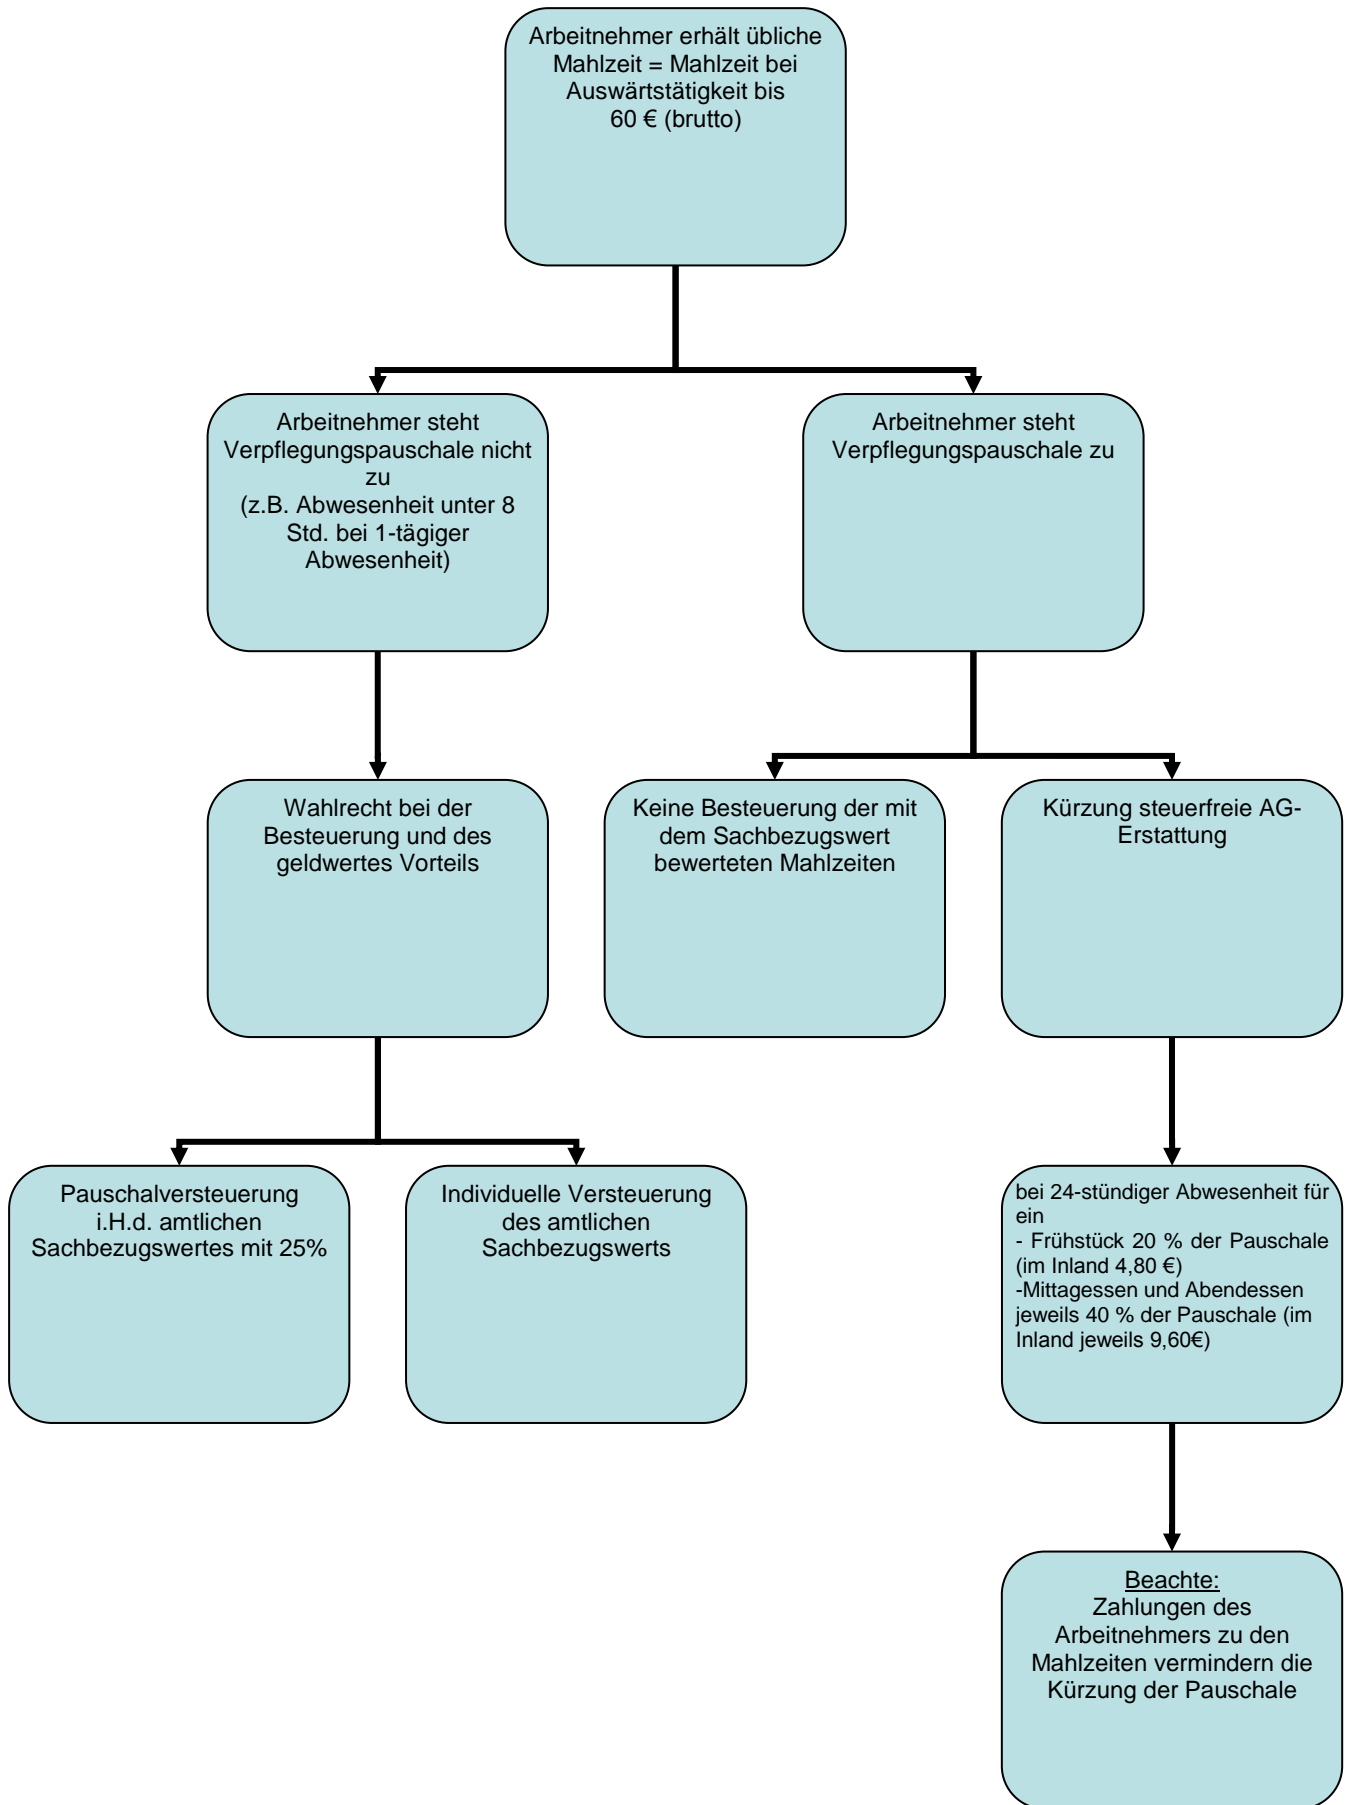 Arbeitnehmer erhält übliche
Mahlzeit = Mahlzeit bei
Auswärtstätigkeit bis
60 € (brutto)
Arbeitnehmer steht
Verpflegungspauschale nicht
zu
(z.B. Abwesenheit unter 8
Std. bei 1-tägiger
Abwesenheit)
Arbeitnehmer steht
Verpflegungspauschale zu
Wahlrecht bei der
Besteuerung und des
geldwertes Vorteils
Keine Besteuerung der mit
dem Sachbezugswert
bewerteten Mahlzeiten
Kürzung steuerfreie AG-
Erstattung
Pauschalversteuerung
i.H.d. amtlichen
Sachbezugswertes mit 25%
Individuelle Versteuerung
des amtlichen
Sachbezugswerts
bei 24-stündiger Abwesenheit für
ein
- Frühstück 20 % der Pauschale
(im Inland 4,80 €)
-Mittagessen und Abendessen
jeweils 40 % der Pauschale (im
Inland jeweils 9,60€)
Beachte:
Zahlungen des
Arbeitnehmers zu den
Mahlzeiten vermindern die
Kürzung der Pauschale